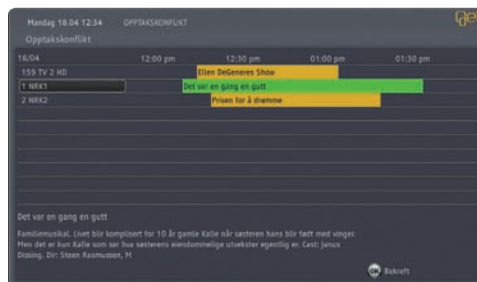 Mandag 18.04 12:34 OPPTAKSKONFLIKT
Opptakskonflikt
18/04 12:00 pm 12:30 pm 01:00 pm 01:30 pm
159 TV 2 HD Ellen DeGeneres Show
1 NRK1 Det var en gang en gutt
2 NRK2 Prisen for å drømme
Det var en gang en gutt
Familiemusikal. Livet blir komplisert for 10 år gamle Kalle når søsteren hans blir født med vinger.
Men det er kun Kalle som ser hva søsterens eiendommelige utvekster egentlig er. Cast: Janus
Dissing. Dir: Steen Rasmussen, M
OK Bekreft